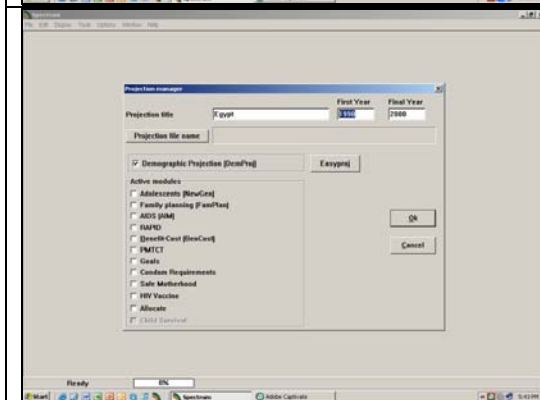 Spectrum
File Edit Display Tools Options Window Help
Projection manager
First Year Final Year
Projection title Egypt 1990 2000
Projection file name
Demographic Projection (DemProj) Easyproj
Active modules
Adolescents (NewGen)
Family planning (FamPlan)
AIDS (AIM)
RAPID
Benefit-Cost (BenCost)
PMTCT
Goals
Condom Requirements
Safe Motherhood
HIV Vaccine
Allocate
Child Survival
Ok
Cancel
Ready 0%
Start Spectrum Adobe Captivate 5:41 PM